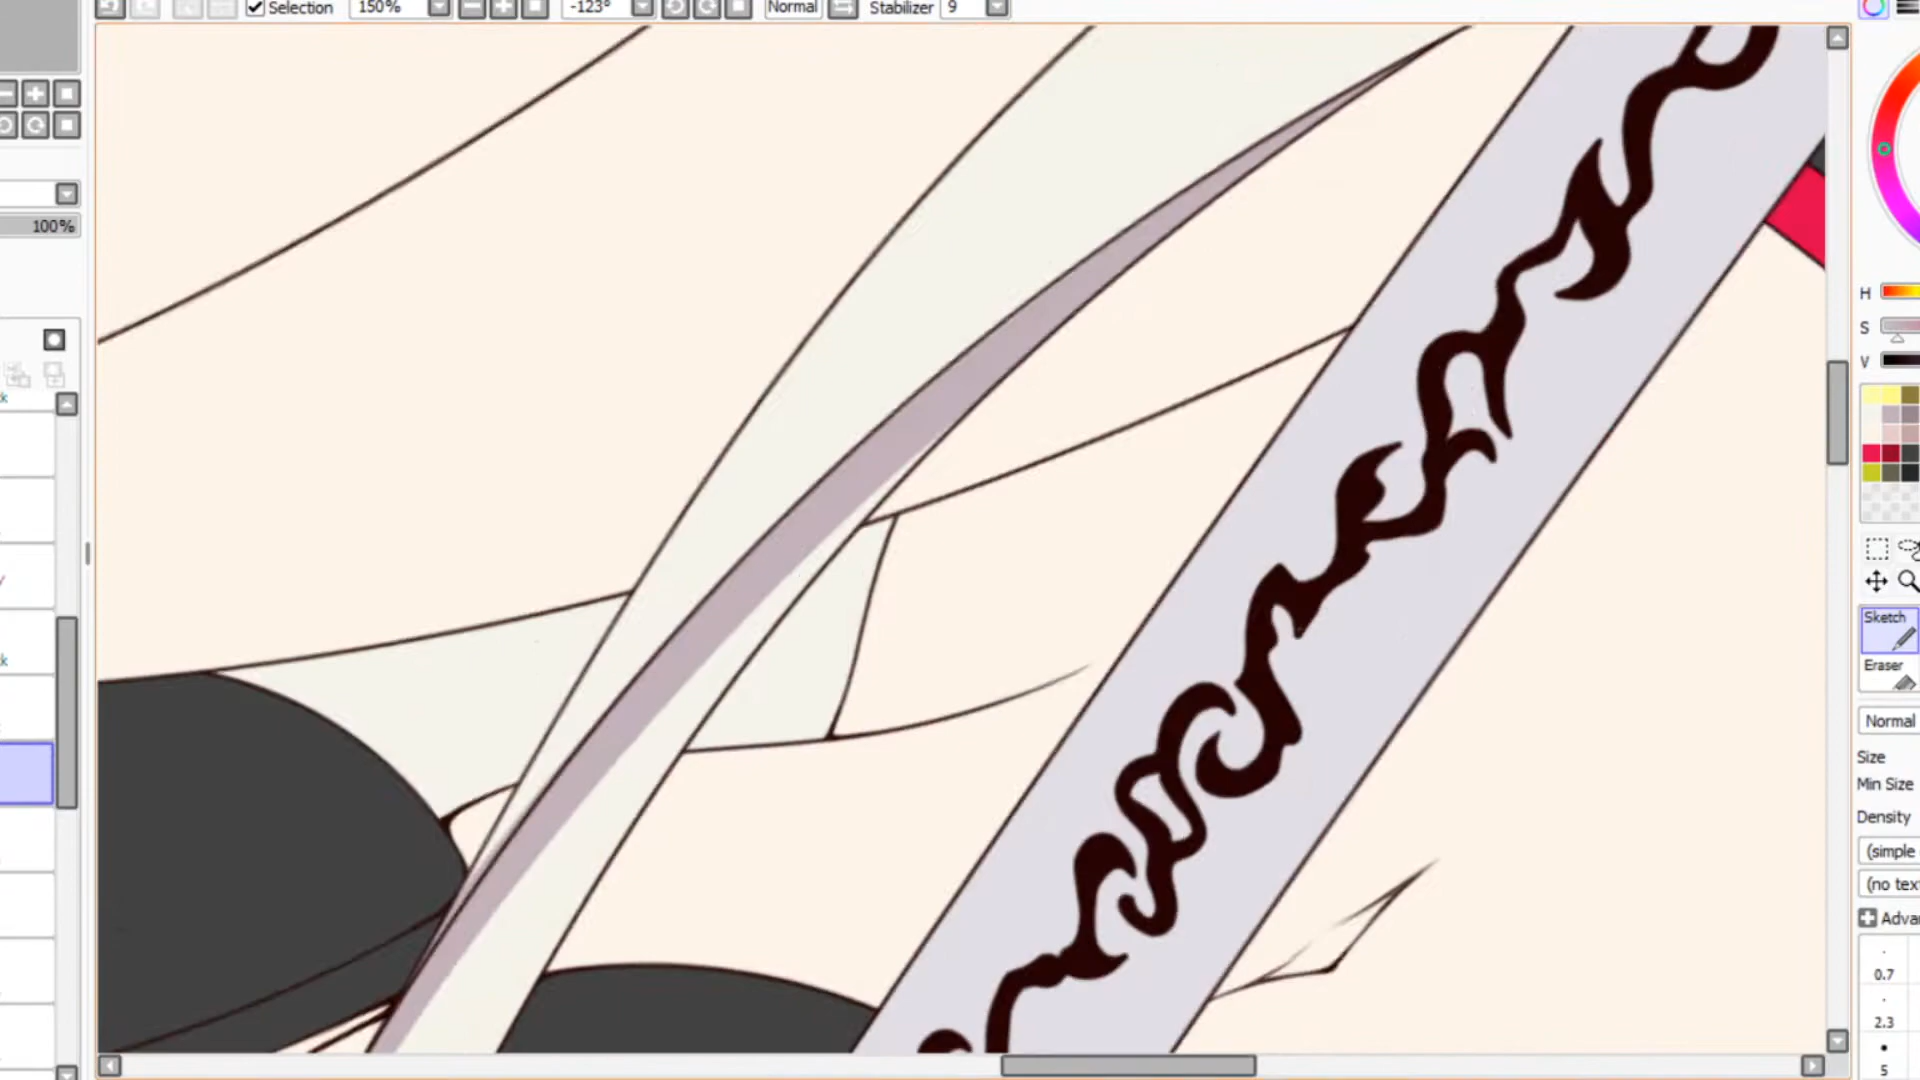 Selection 150% -123° Normal Stabilizer 9
100%
k
y
k
H
S
V
Sketch
Eraser
Normal
Size
Min Size
Density
(simple
(no tex
Adva
0.7
2.3
5